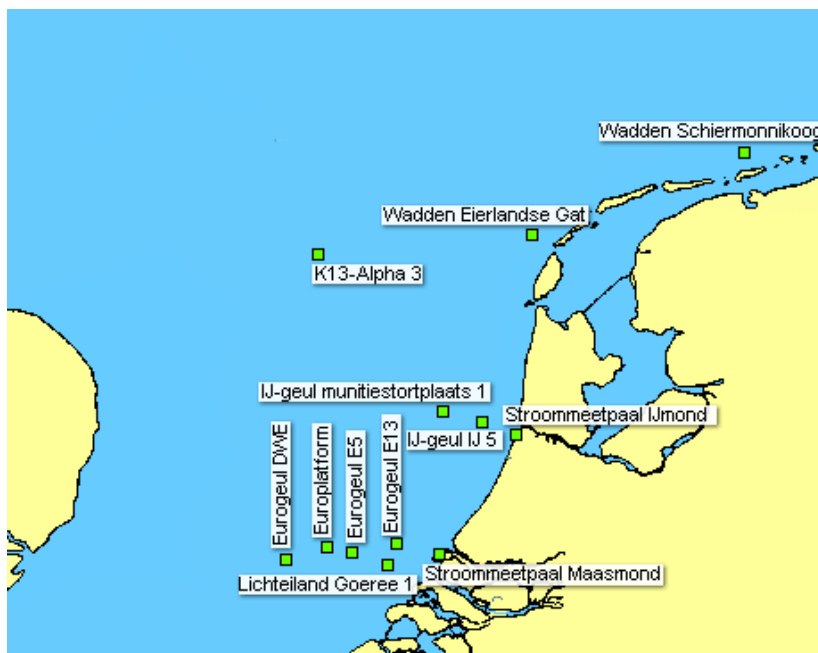 Wadden Schiermonnikoog
Wadden Eierlandse Gat
K13-Alpha 3
IJ-geul munitiestortplaats 1
Stroommeetpaal IJmond
IJ-geul IJ 5
Eurogeul DWE
Europlatform
Eurogeul E5
Eurogeul E13
Lichteiland Goeree 1
Stroommeetpaal Maasmond